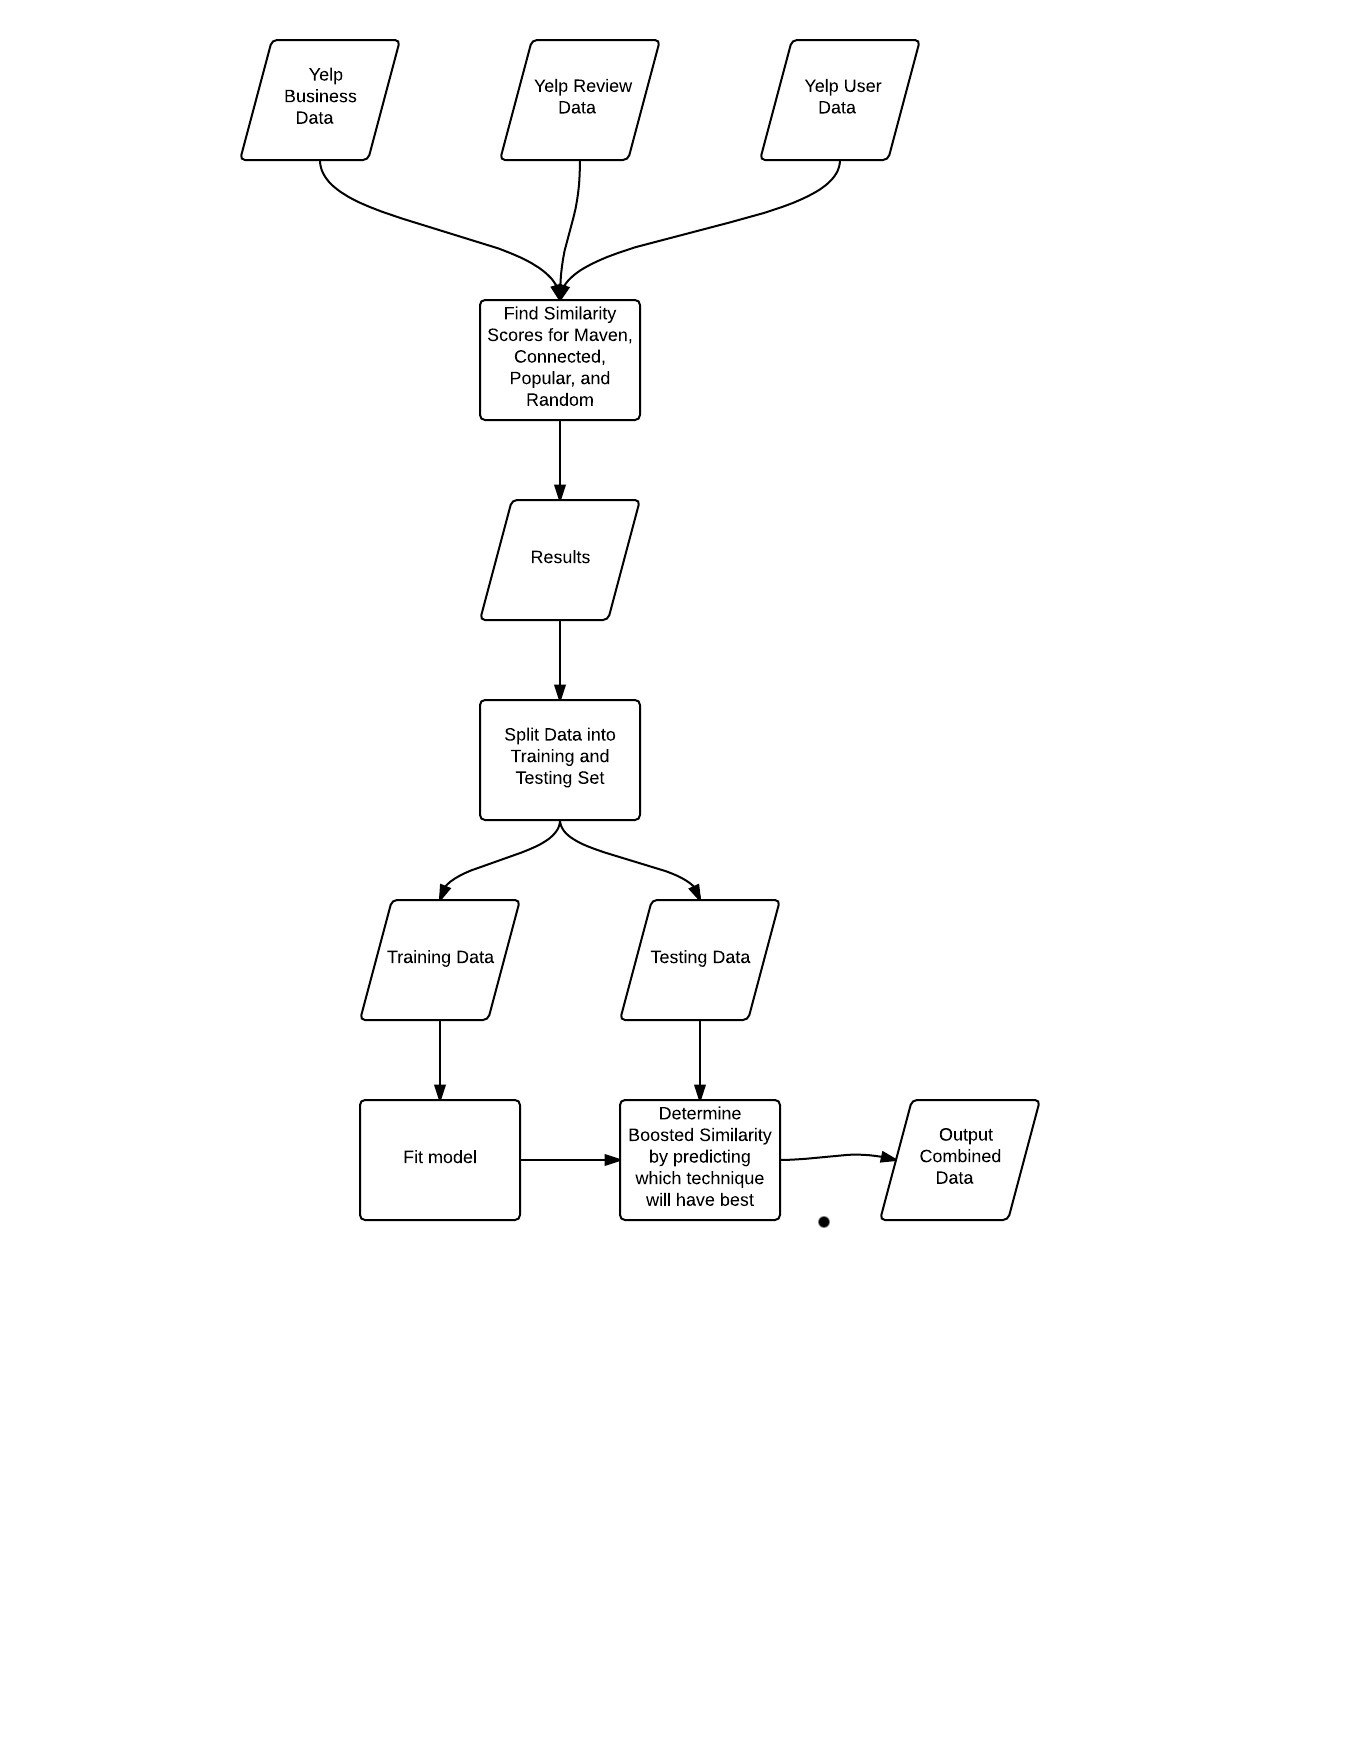 Yelp
Business
Data
Yelp Review
Data
Yelp User
Data
Find Similarity
Scores for Maven,
Connected,
Popular, and
Random
Results
Split Data into
Training and
Testing Set
Training Data
Testing Data
Fit model
Determine
Boosted Similarity
by predicting
which technique
will have best
Output
Combined
Data